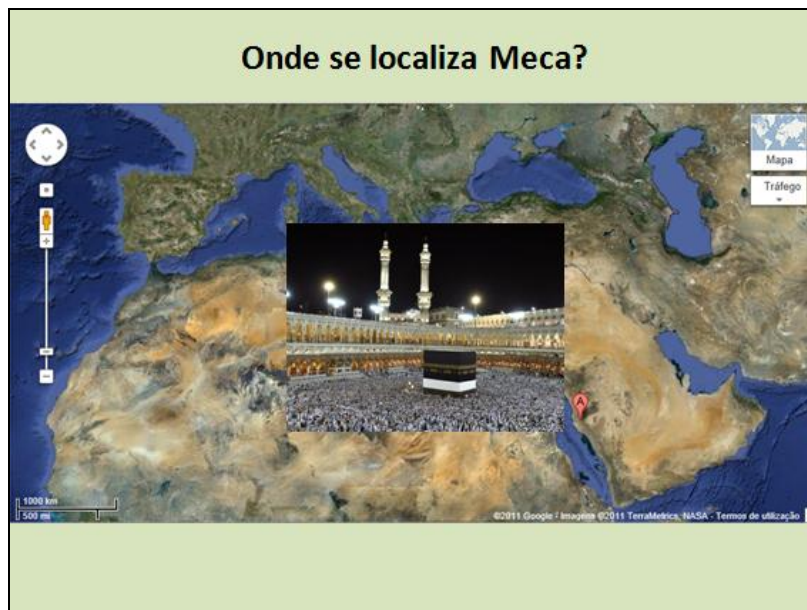 Onde se localiza Meca?
Mapa
Tráfego
A
1000 km
500 mi
©2011 Google - Imagens ©2011 TerraMetrics, NASA - Termos de utilização